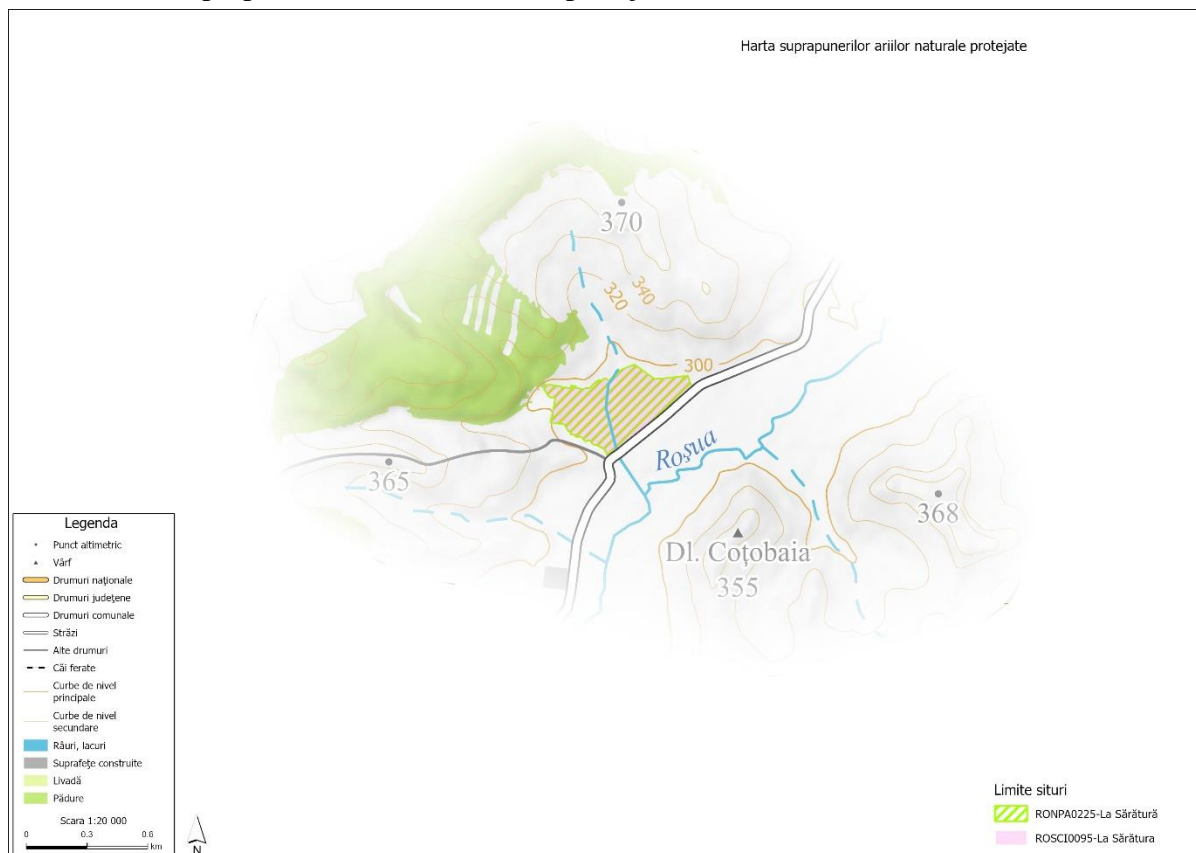 Harta suprapunerilor ariilor naturale protejate
370
340
320
300
Roșua
365
368
Dl. Coțobaia
355
Legenda
Punct altimetric
Vârf
Drumuri naționale
Drumuri județene
Drumuri comunale
Străzi
Alte drumuri
Căi ferate
Curbe de nivel
principale
Curbe de nivel
secundare
Râuri, lacuri
Suprafețe construite
Livadă
Pădure
Scara 1:20 000
0 0.3 0.6
km
N
Limite situri
RONPA0225-La Sărătură
ROSCI0095-La Sărătura